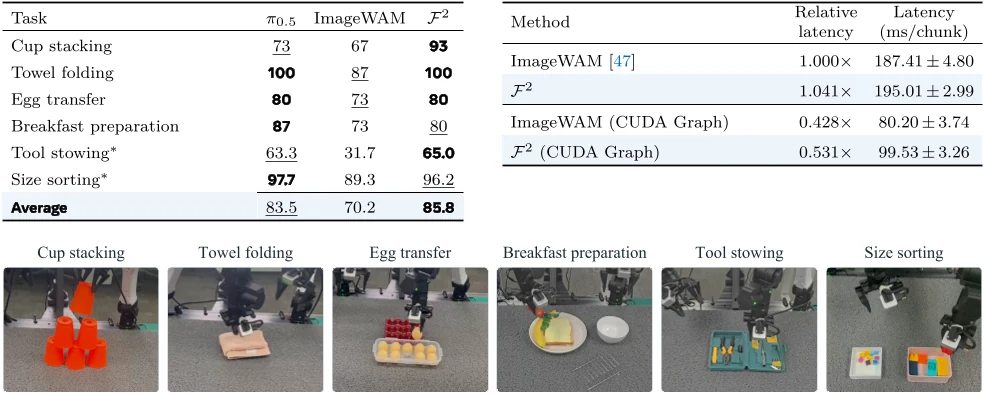 Task π0.5 ImageWAM F²
Cup stacking 73 67 93
Towel folding 100 87 100
Egg transfer 80 73 80
Breakfast preparation 87 73 80
Tool stowing* 63.3 31.7 65.0
Size sorting* 97.7 89.3 96.2
Average 83.5 70.2 85.8
Method Relative latency Latency (ms/chunk)
ImageWAM [47] 1.000× 187.41 ± 4.80
F² 1.041× 195.01 ± 2.99
ImageWAM (CUDA Graph) 0.428× 80.20 ± 3.74
F² (CUDA Graph) 0.531× 99.53 ± 3.26
Cup stacking Towel folding Egg transfer Breakfast preparation Tool stowing Size sorting